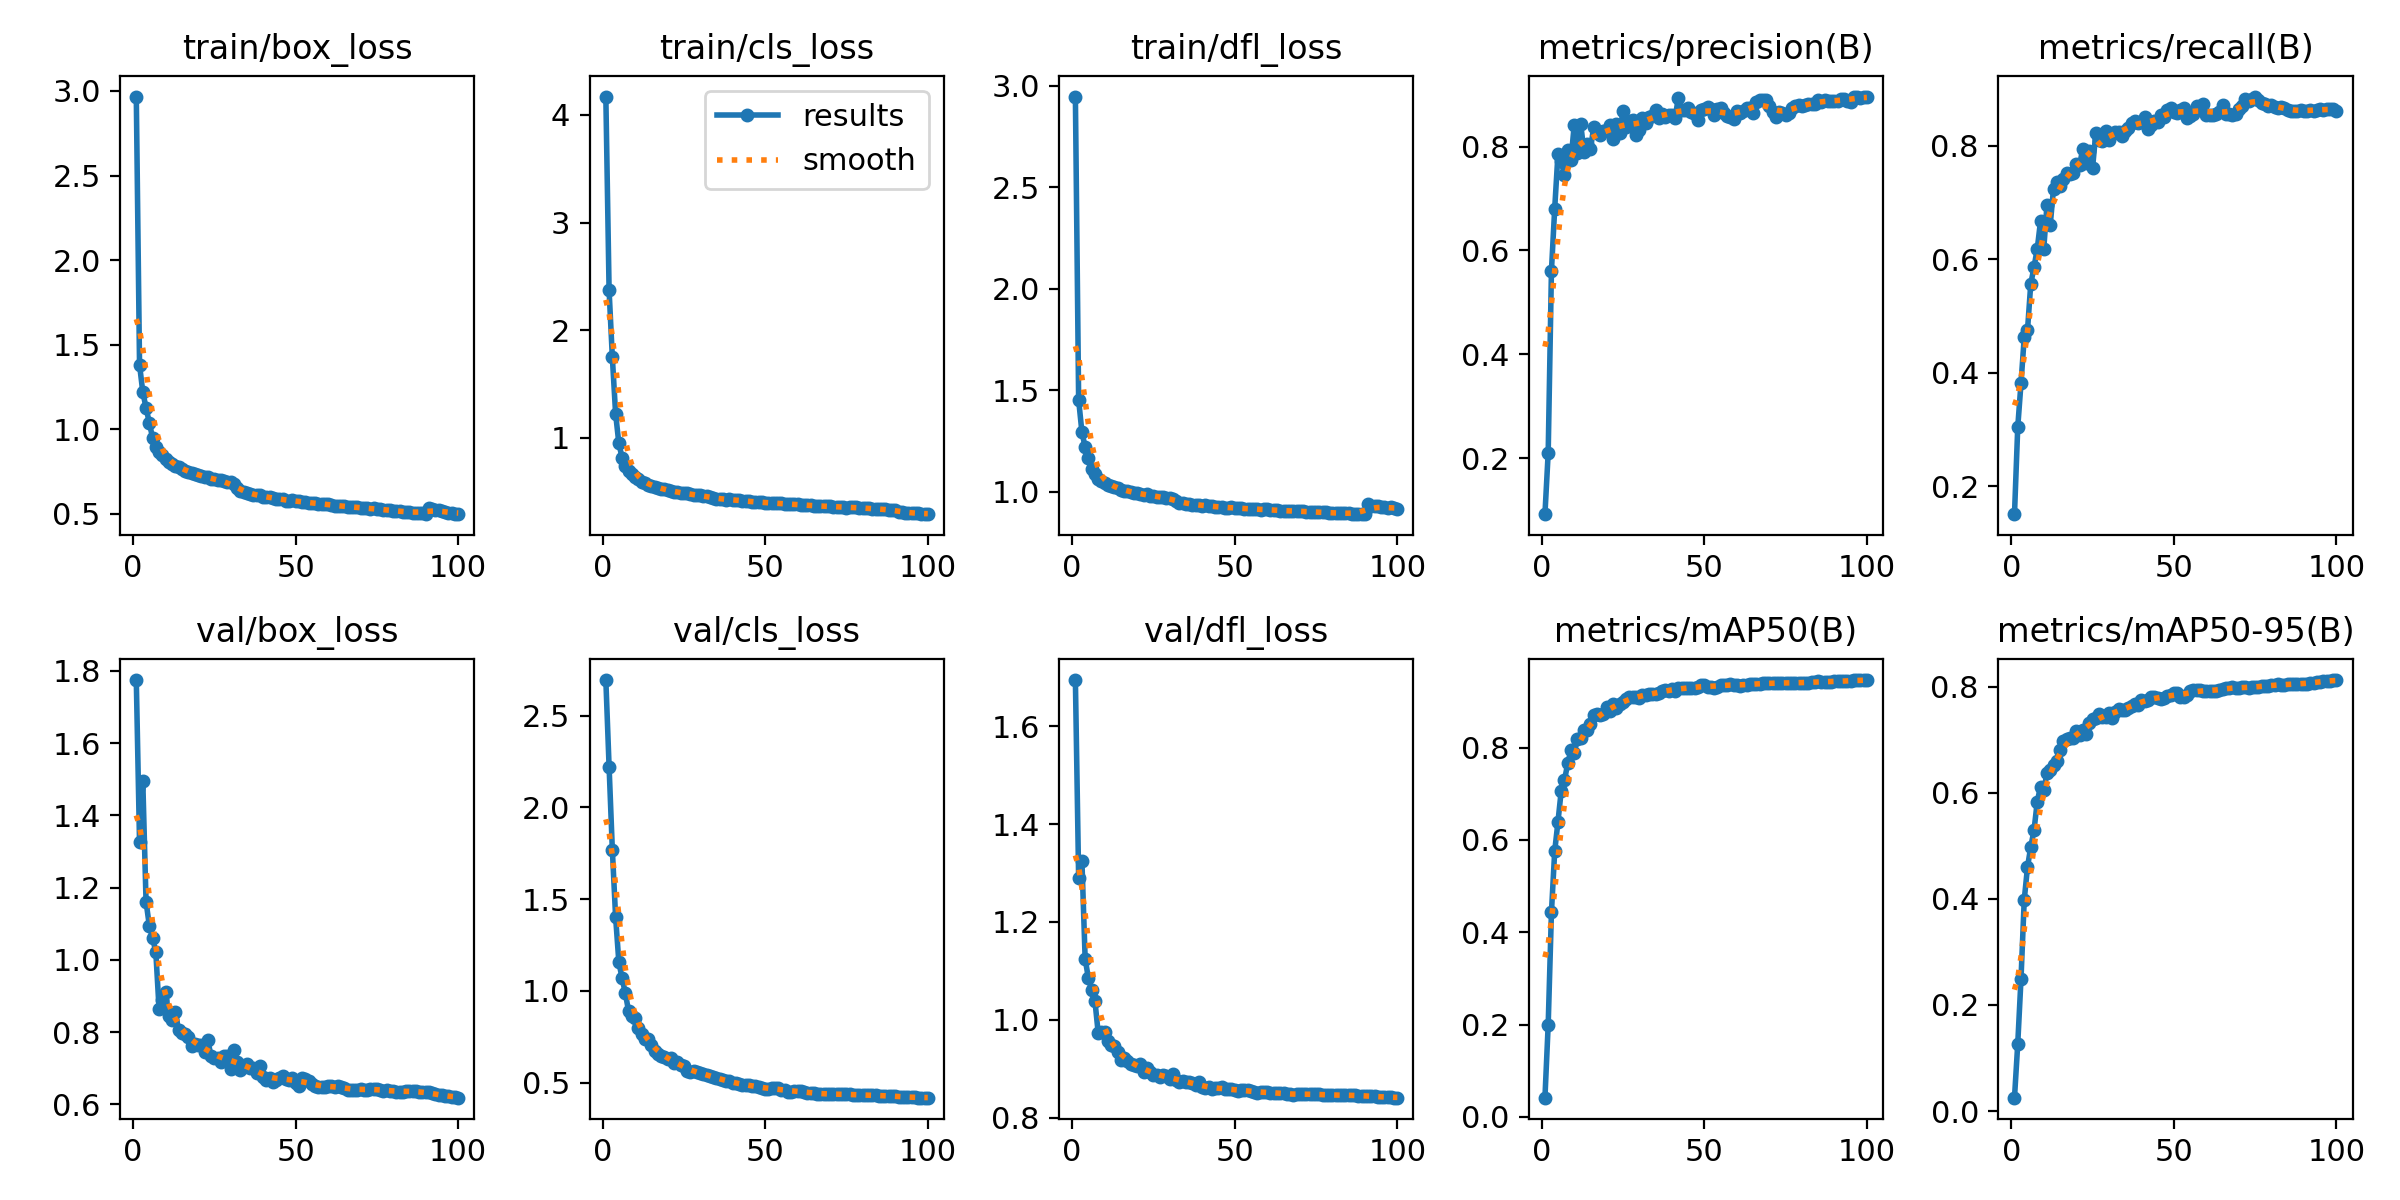 train/box_loss
3.0
2.5
2.0
1.5
1.0
0.5
0 50 100
train/cls_loss
results
smooth
4
3
2
1
0 50 100
train/dfl_loss
3.0
2.5
2.0
1.5
1.0
0 50 100
metrics/precision(B)
0.8
0.6
0.4
0.2
0 50 100
metrics/recall(B)
0.8
0.6
0.4
0.2
0 50 100
val/box_loss
1.8
1.6
1.4
1.2
1.0
0.8
0.6
0 50 100
val/cls_loss
2.5
2.0
1.5
1.0
0.5
0 50 100
val/dfl_loss
1.6
1.4
1.2
1.0
0.8
0 50 100
metrics/mAP50(B)
0.8
0.6
0.4
0.2
0.0
0 50 100
metrics/mAP50-95(B)
0.8
0.6
0.4
0.2
0.0
0 50 100